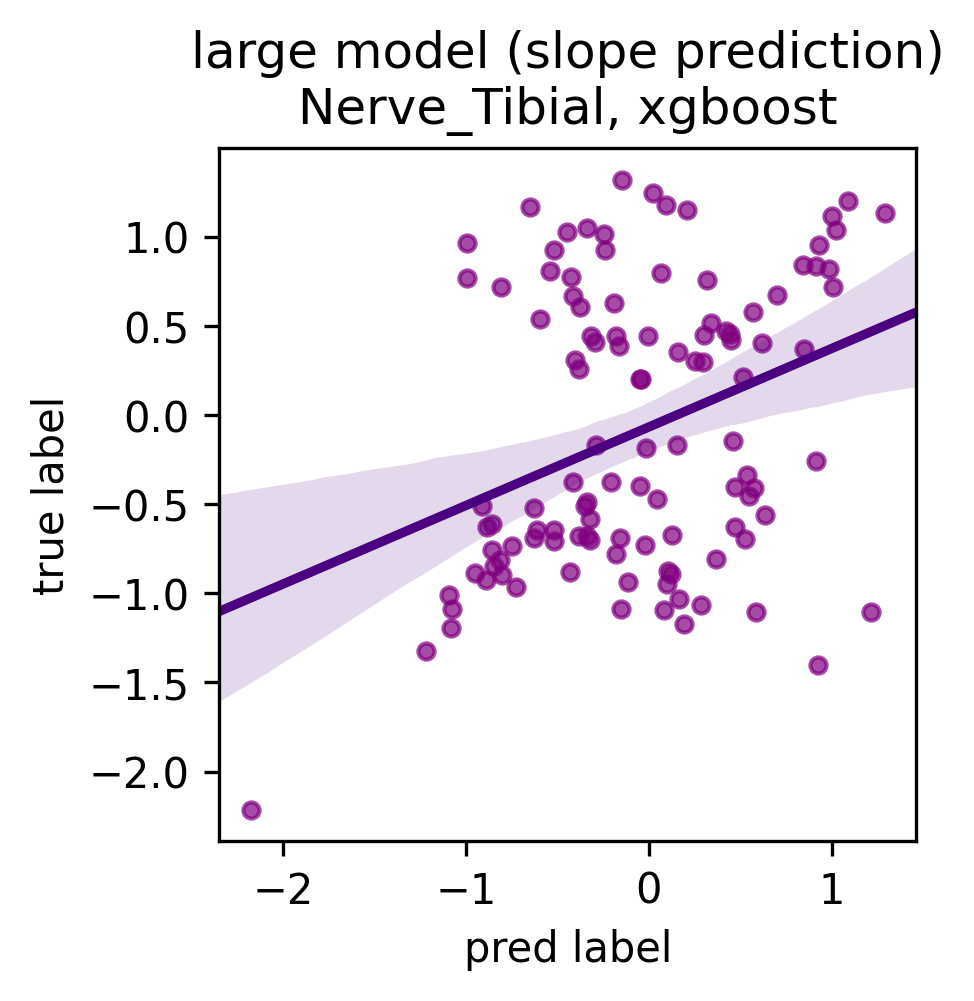 large model (slope prediction)
Nerve_Tibial, xgboost
1.0
0.5
0.0
−0.5
−1.0
−1.5
−2.0
true label
−2
−1
0
1
pred label